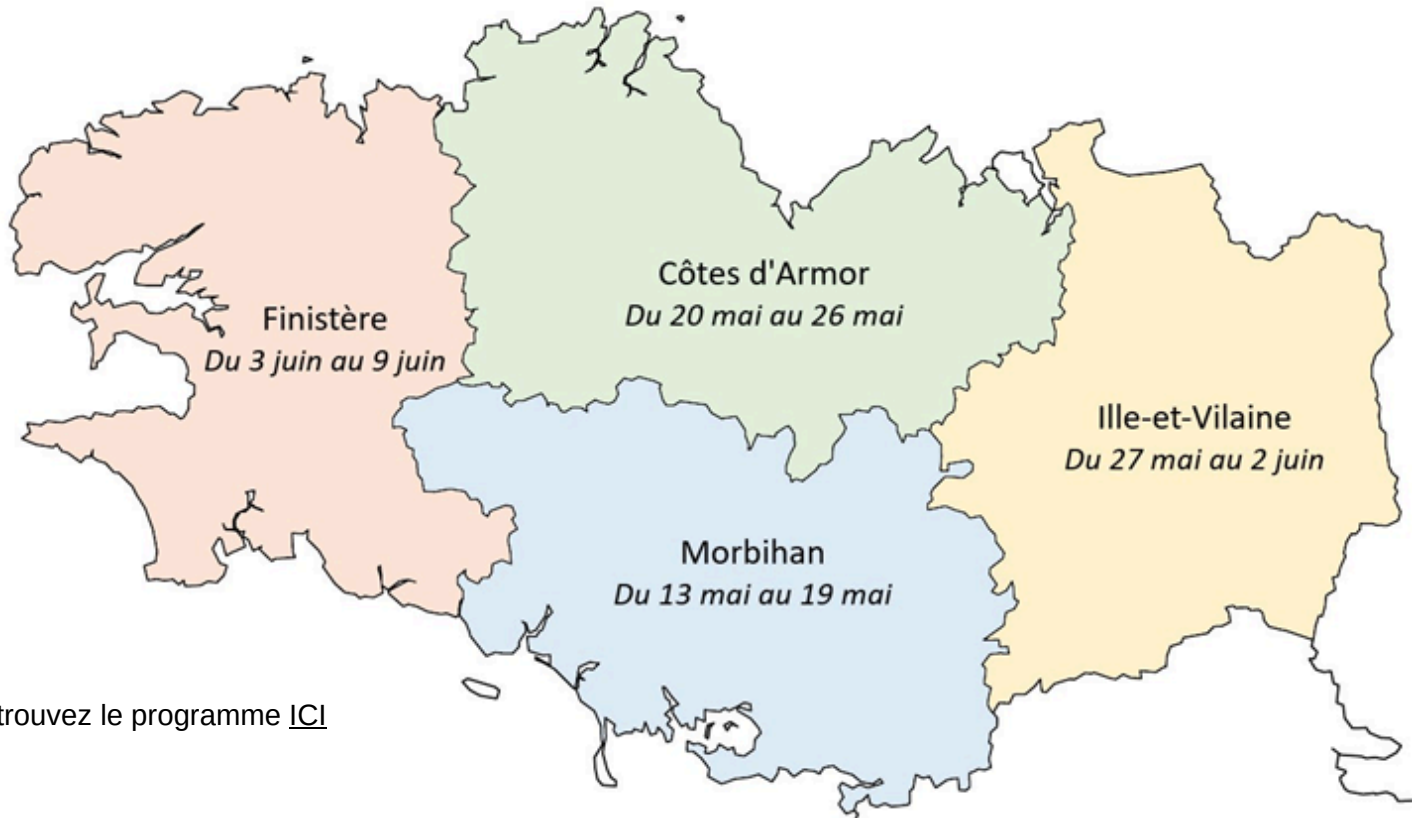 Côtes d'Armor
Du 20 mai au 26 mai
Finistère
Du 3 juin au 9 juin
Ille-et-Vilaine
Du 27 mai au 2 juin
Morbihan
Du 13 mai au 19 mai
trouvez le programme ICI